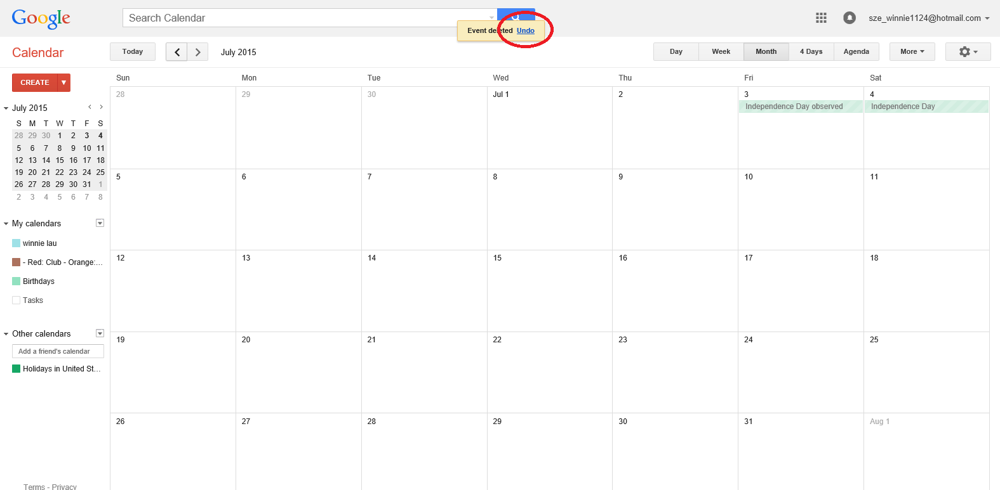 Google
Search Calendar
sze_winnie1124@hotmail.com
Event deleted Undo
Calendar
Today
July 2015
Day Week Month 4 Days Agenda More
CREATE
July 2015
S M T W T F S
28 29 30 1 2 3 4
5 6 7 8 9 10 11
12 13 14 15 16 17 18
19 20 21 22 23 24 25
26 27 28 29 30 31 1
2 3 4 5 6 7 8
My calendars
winnie lau
- Red: Club - Orange:...
Birthdays
Tasks
Other calendars
Add a friend's calendar
Holidays in United St...
Terms - Privacy
Sun Mon Tue Wed Thu Fri Sat
28 29 30 Jul 1 2 3 4
Independence Day observed Independence Day
5 6 7 8 9 10 11
12 13 14 15 16 17 18
19 20 21 22 23 24 25
26 27 28 29 30 31 Aug 1